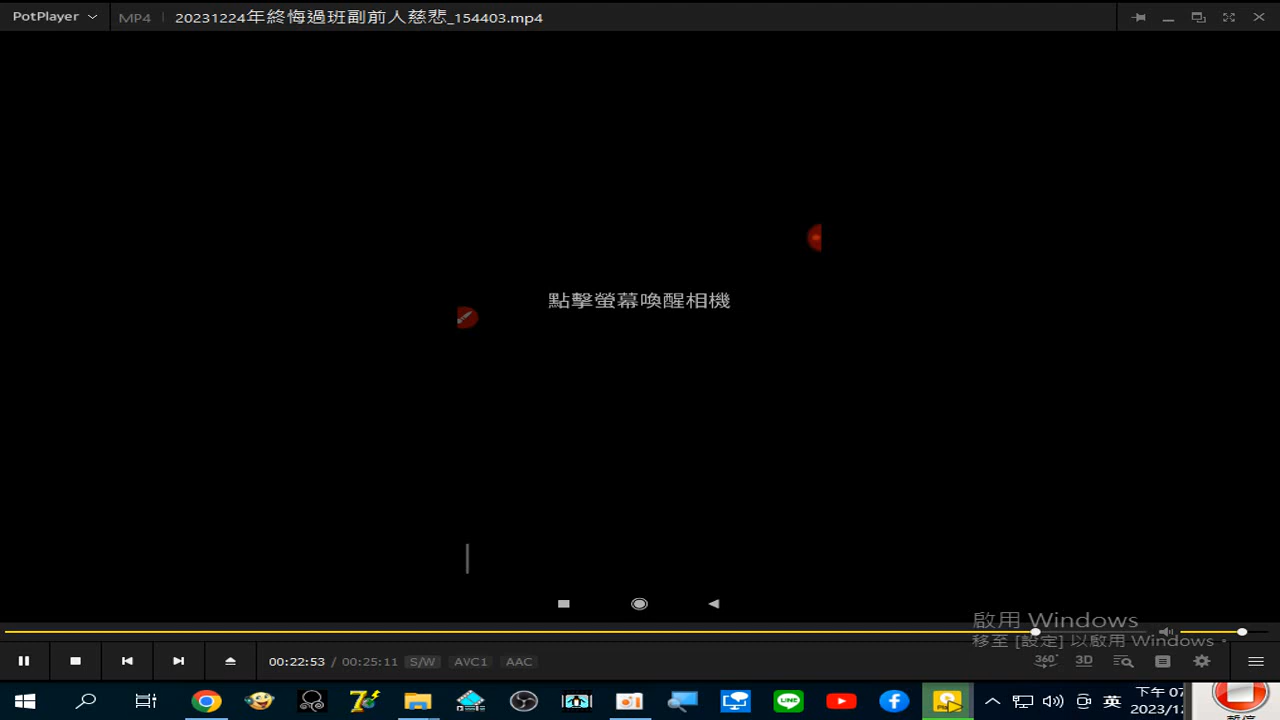 PotPlayer MP4 20231224年終悔過班副前人慈悲_154403.mp4
點擊螢幕喚醒相機
啟用 Windows
移至 [設定] 以啟用 Windows。
00:22:53 / 00:25:11 S/W AVC1 AAC 360° 3D
英 下午 07
2023/12
暫停